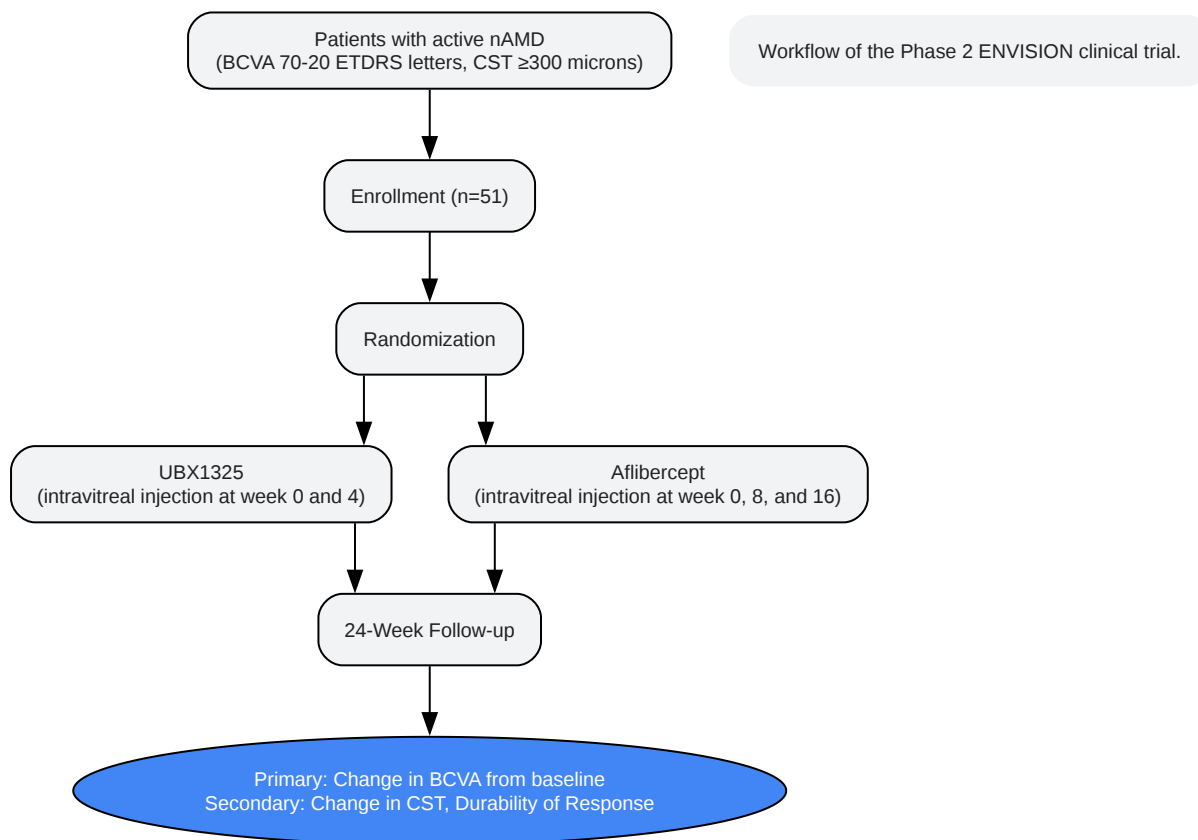 Patients with active nAMD
(BCVA 70-20 ETDRS letters, CST ≥300 microns)
Workflow of the Phase 2 ENVISION clinical trial.
Enrollment (n=51)
Randomization
UBX1325
(intravitreal injection at week 0 and 4)
Aflibercept
(intravitreal injection at week 0, 8, and 16)
24-Week Follow-up
Primary: Change in BCVA from baseline
Secondary: Change in CST, Durability of Response